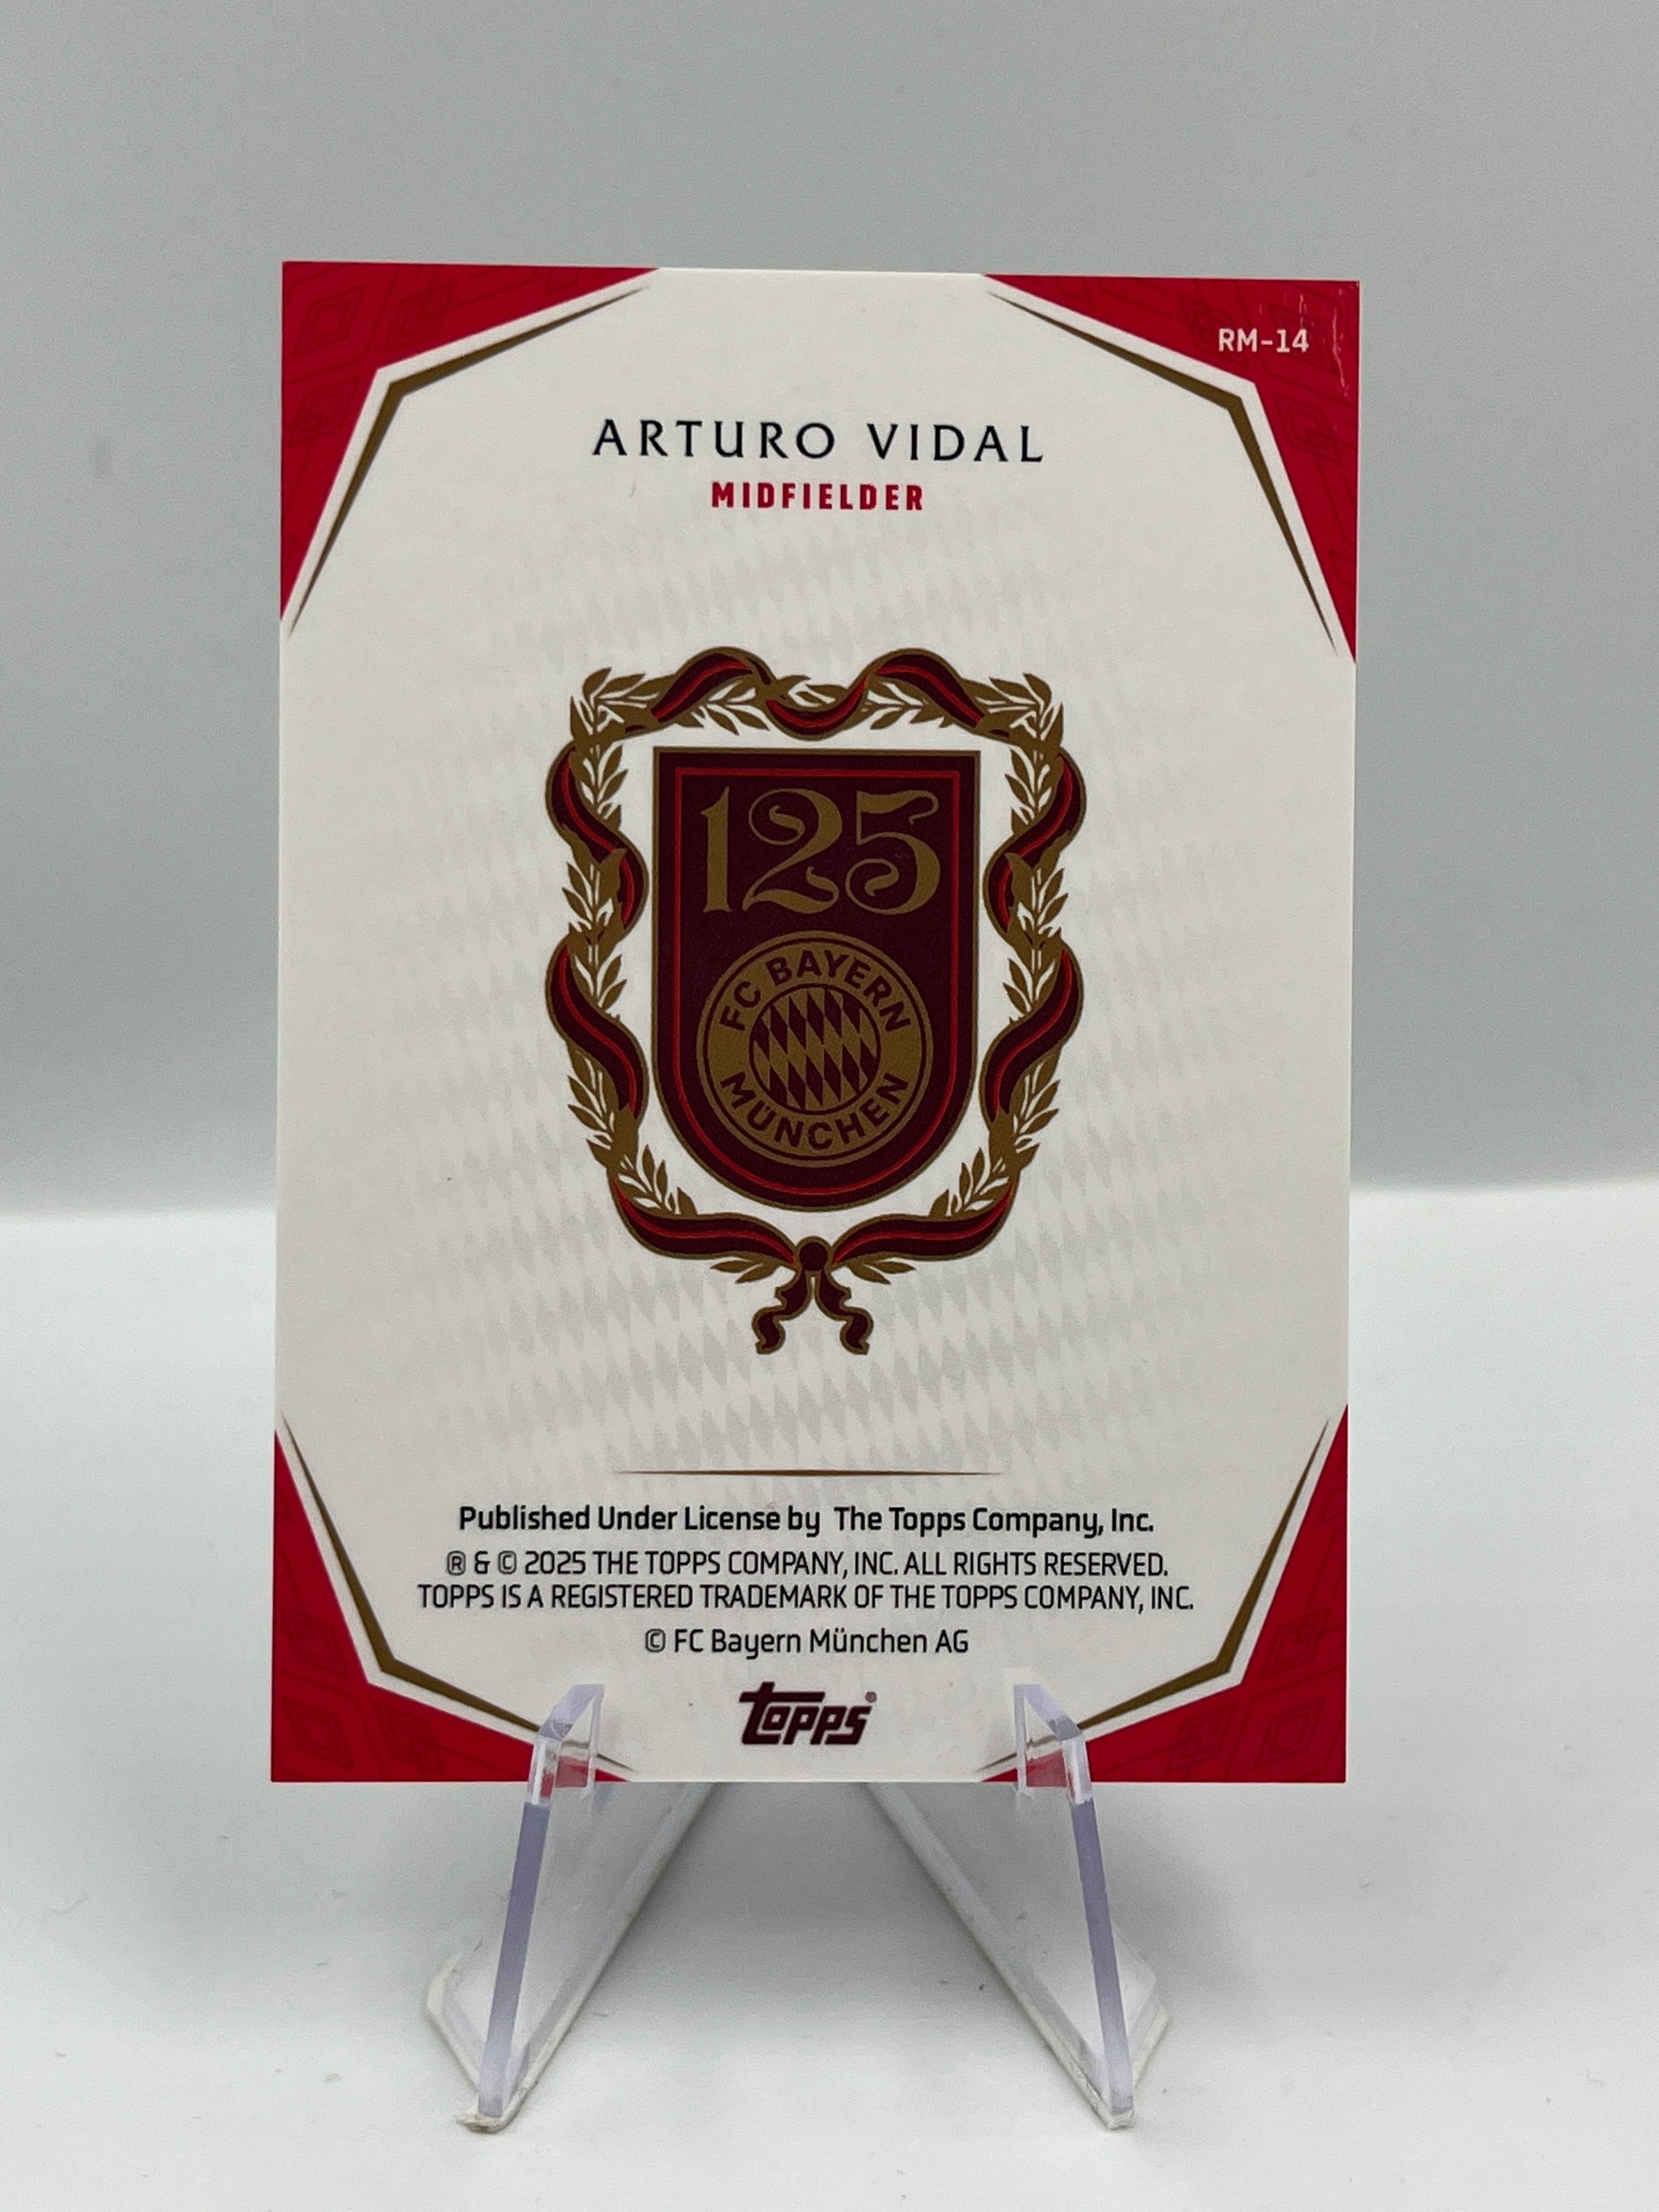 RM-14
ARTURO VIDAL
MIDFIELDER
125
FC BAYERN
MÜNCHEN
Published Under License by The Topps Company, Inc.
® & © 2025 THE TOPPS COMPANY, INC. ALL RIGHTS RESERVED.
TOPPS IS A REGISTERED TRADEMARK OF THE TOPPS COMPANY, INC.
© FC Bayern München AG
Topps®